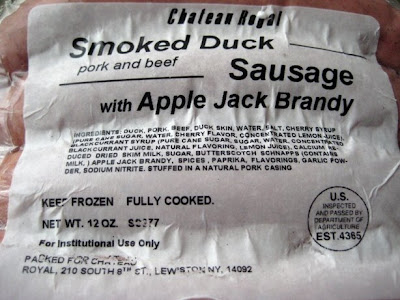 Chateau Royal
Smoked Duck
pork and beef
Sausage
with Apple Jack Brandy
INGREDIENTS: DUCK, PORK, BEEF, DUCK SKIN, WATER, SALT, CHERRY SYRUP
(PURE CANE SUGAR, WATER, CHERRY FLAVOR, CONCENTRATED LEMON JUICE),
BLACKCURRANT SYRUP (PURE CANE SUGAR, SUGAR, WATER, CONCENTRATED
BLACKCURRANT JUICE, NATURAL FLAVORING, LEMON JUICE), CALCIUM RE-
DUCED DRIED SKIM MILK, SUGAR, BUTTERSCOTCH SCHNAPPS (CONTAINS
MILK,) APPLE JACK BRANDY, SPICES, PAPRIKA, FLAVORINGS, GARLIC POW-
DER, SODIUM NITRITE. STUFFED IN A NATURAL PORK CASING
KEEP FROZEN FULLY COOKED.
NET WT. 12 OZ.
For Institutional Use Only
PACKED FOR CHATEAU
ROYAL, 210 SOUTH 8TH ST., LEWISTON NY, 14092
U.S.
INSPECTED
AND PASSED BY
DEPARTMENT OF
AGRICULTURE
EST.4365